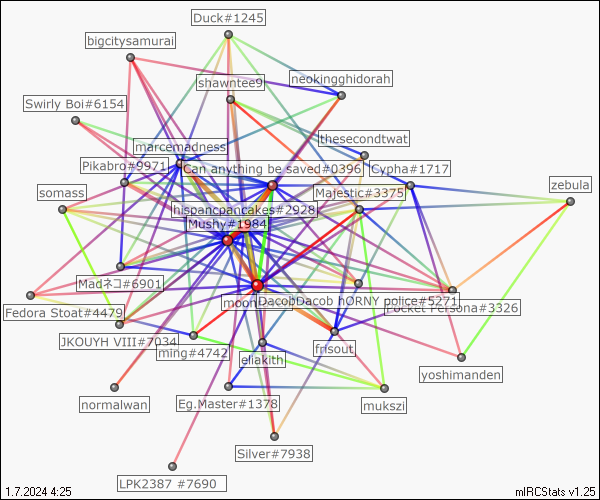 Duck#1245
bigcitysamurai
neokingghidorah
shawntee9
Swirly Boi#6154
thesecondtwat
marcemadness
Pikabro#9971
Can anything be saved#0396
Cypha#1717
zebula
somass
Majestic#3375
hispancpancakes#2928
Mushy#1984
Madネコ#6901
moon
DacobDacob hORNY police#5271
Fedora Stoat#4479
Pocket Persona#3326
JKOUYH VIII#7034
ming#4742
eliakith
frisout
yoshimanden
normalwan
Eg.Master#1378
mukszi
Silver#7938
LPK2387 #7690
1.7.2024 4:25
mIRCStats v1.25